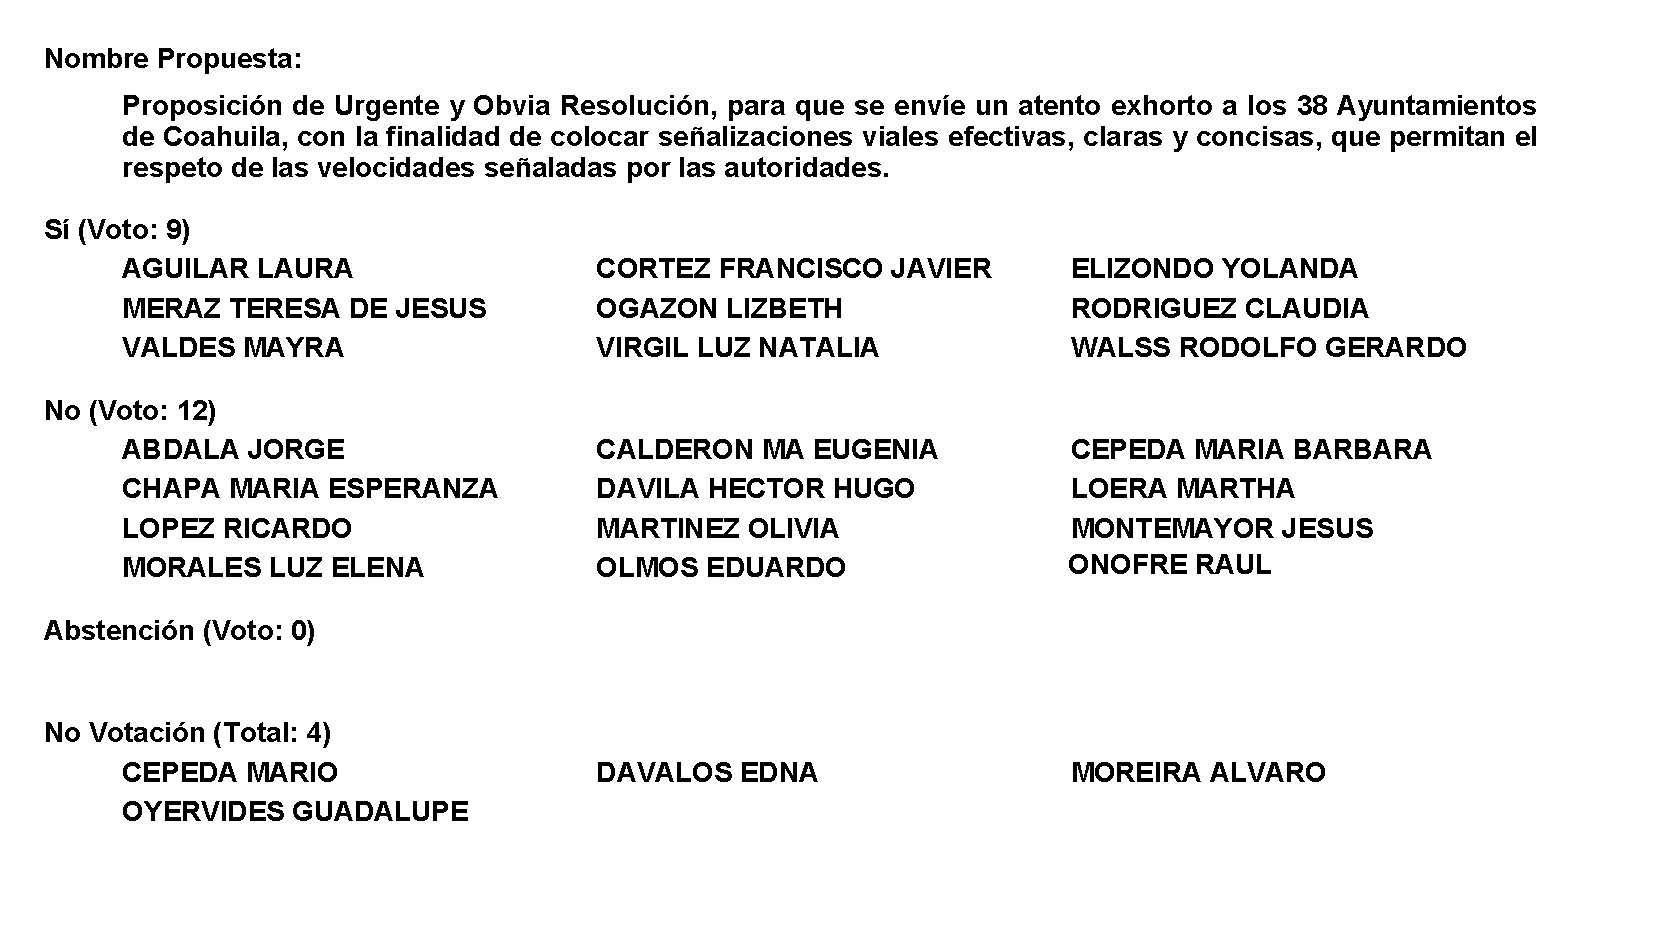 Nombre Propuesta:
Proposición de Urgente y Obvia Resolución, para que se envíe un atento exhorto a los 38 Ayuntamientos
de Coahuila, con la finalidad de colocar señalizaciones viales efectivas, claras y concisas, que permitan el
respeto de las velocidades señaladas por las autoridades.
Sí (Voto: 9)
AGUILAR LAURA CORTEZ FRANCISCO JAVIER ELIZONDO YOLANDA
MERAZ TERESA DE JESUS OGAZON LIZBETH RODRIGUEZ CLAUDIA
VALDES MAYRA VIRGIL LUZ NATALIA WALSS RODOLFO GERARDO
No (Voto: 12)
ABDALA JORGE CALDERON MA EUGENIA CEPEDA MARIA BARBARA
CHAPA MARIA ESPERANZA DAVILA HECTOR HUGO LOERA MARTHA
LOPEZ RICARDO MARTINEZ OLIVIA MONTEMAYOR JESUS
MORALES LUZ ELENA OLMOS EDUARDO ONOFRE RAUL
Abstención (Voto: 0)
No Votación (Total: 4)
CEPEDA MARIO DAVALOS EDNA MOREIRA ALVARO
OYERVIDES GUADALUPE